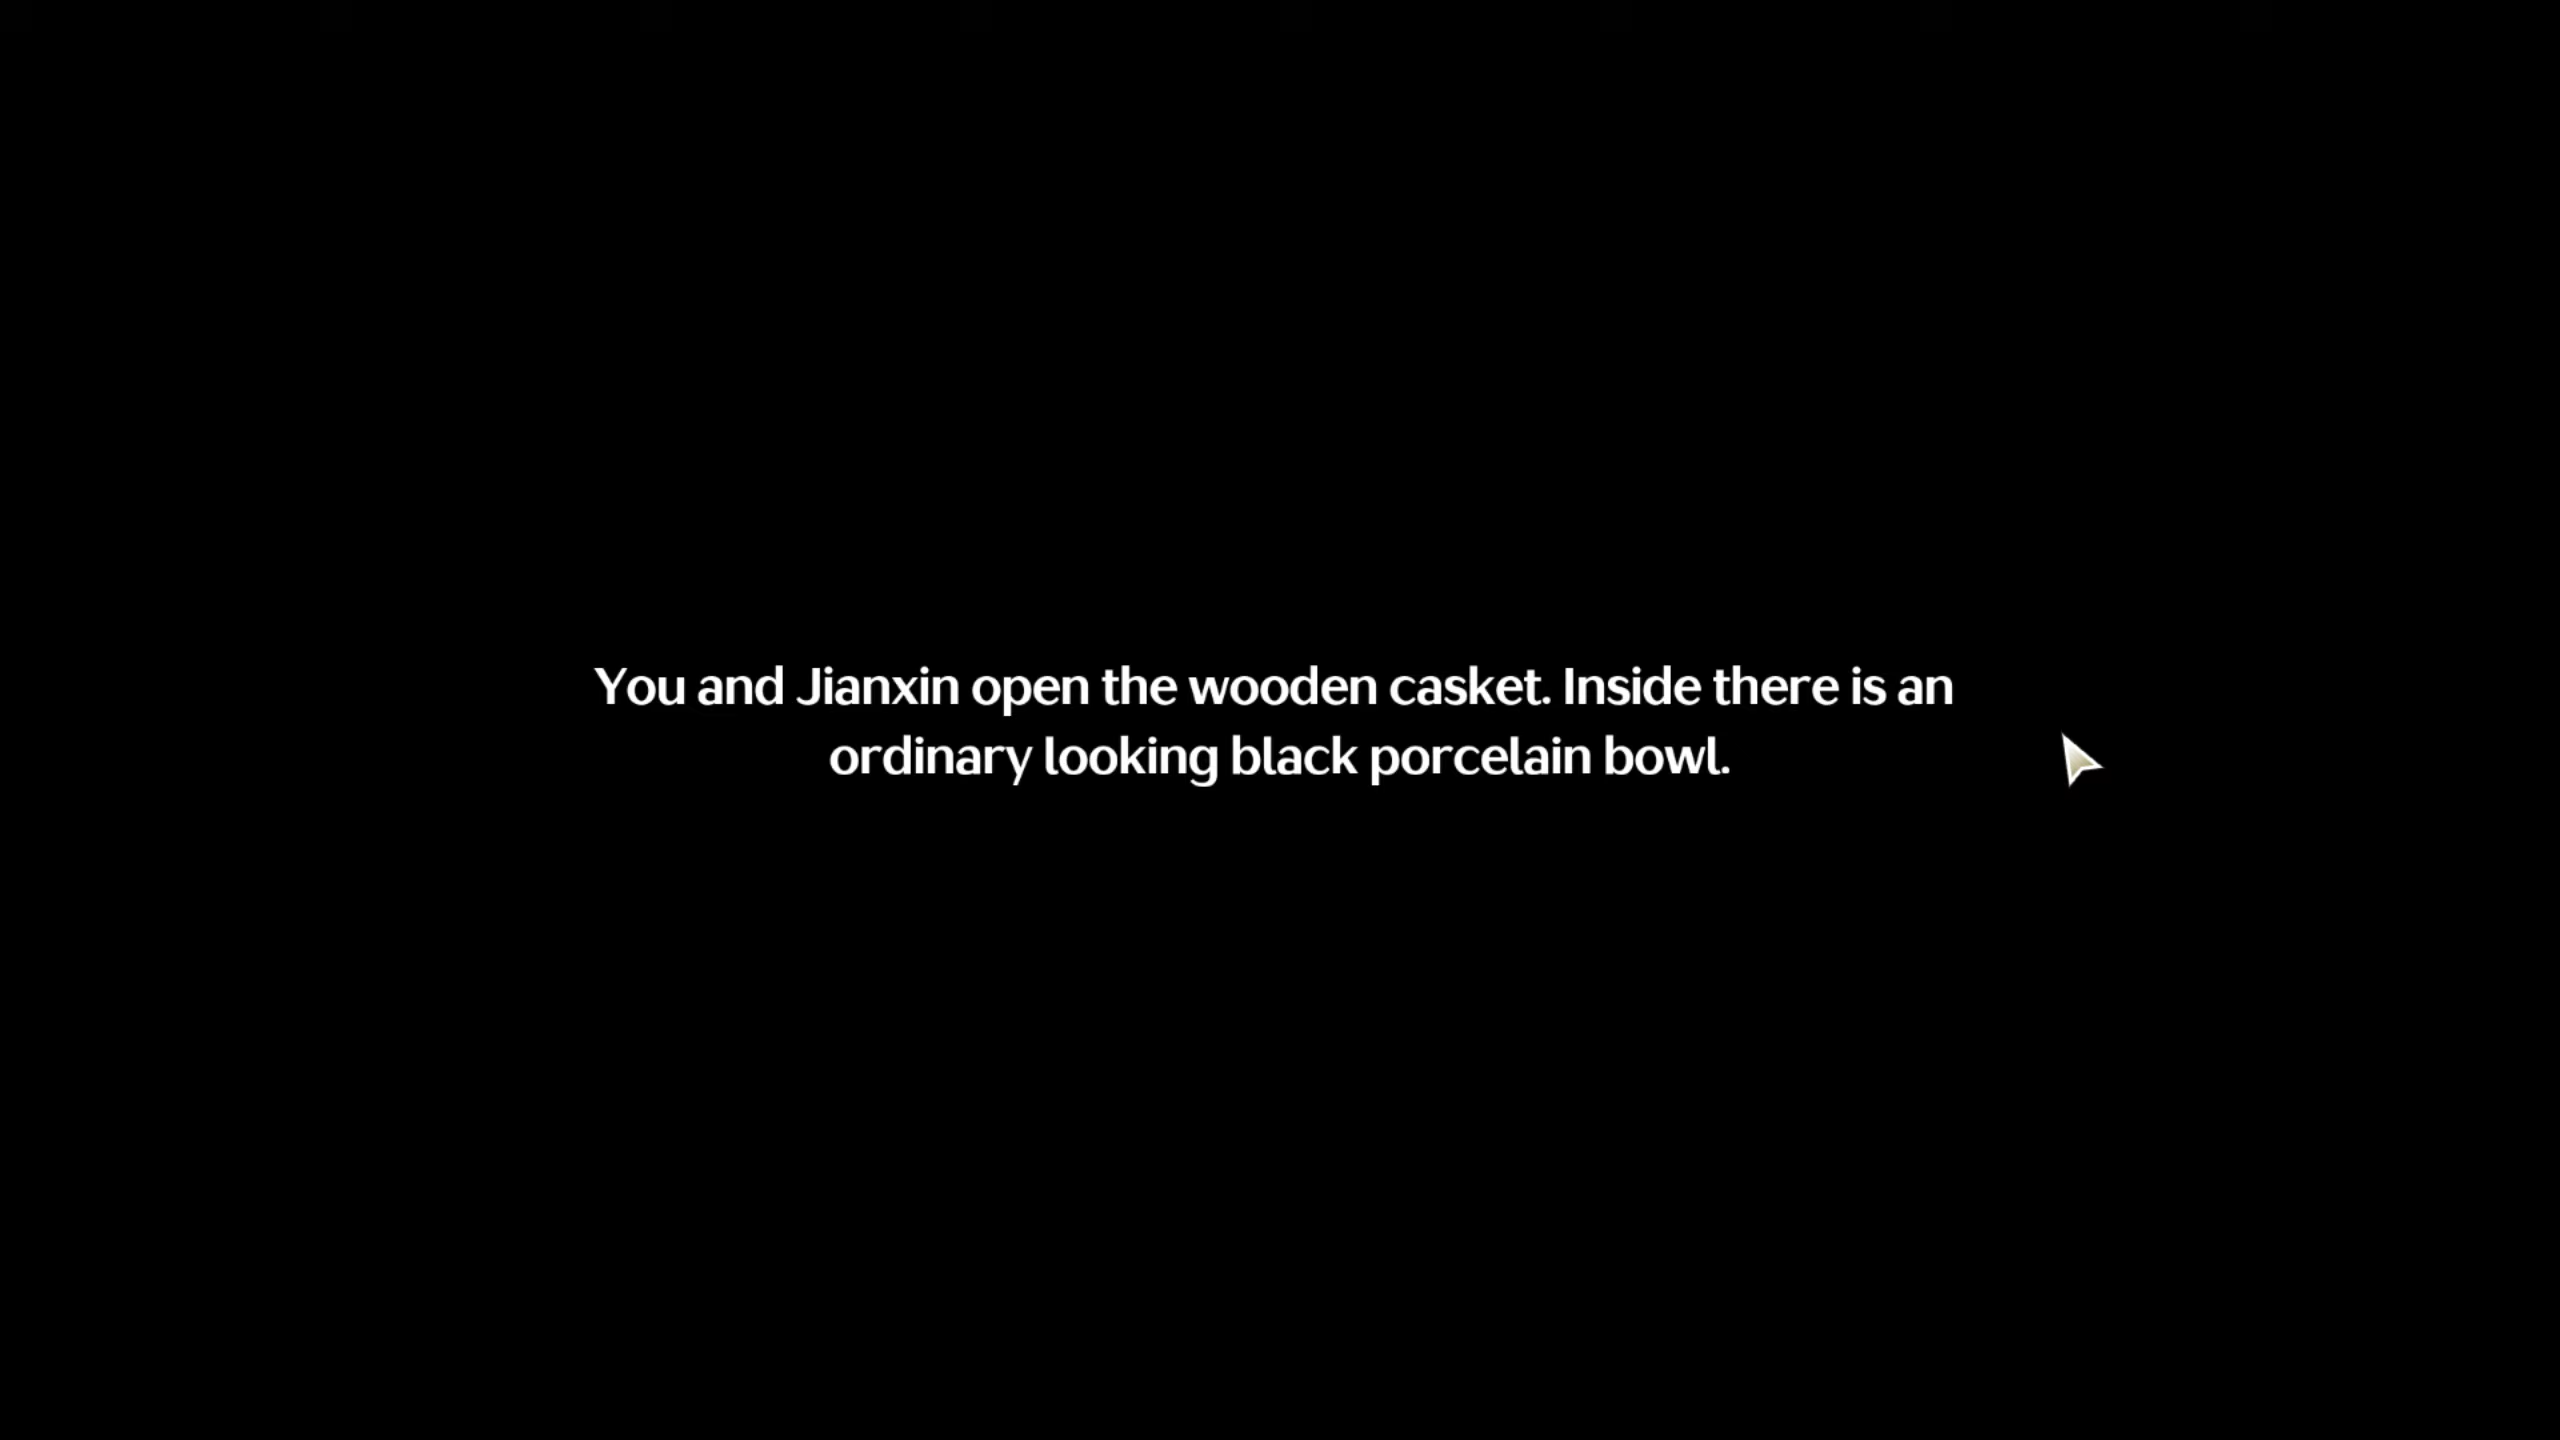 You and Jianxin open the wooden casket. Inside there is an
ordinary looking black porcelain bowl.